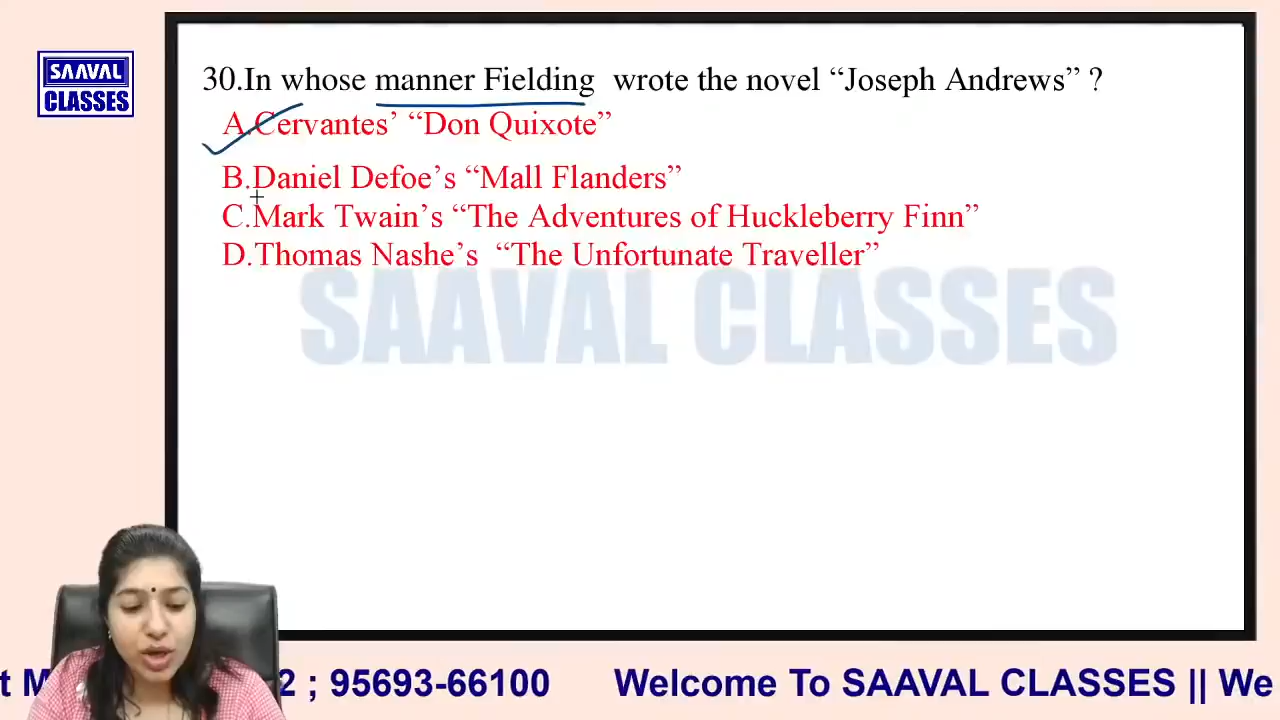 SAAVAL
CLASSES
30.In whose manner Fielding wrote the novel “Joseph Andrews” ?
A.Cervantes’ “Don Quixote”
B.Daniel Defoe’s “Mall Flanders”
C.Mark Twain’s “The Adventures of Huckleberry Finn”
D.Thomas Nashe’s “The Unfortunate Traveller”
SAAVAL CLASSES
2 ; 95693-66100 Welcome To SAAVAL CLASSES || We